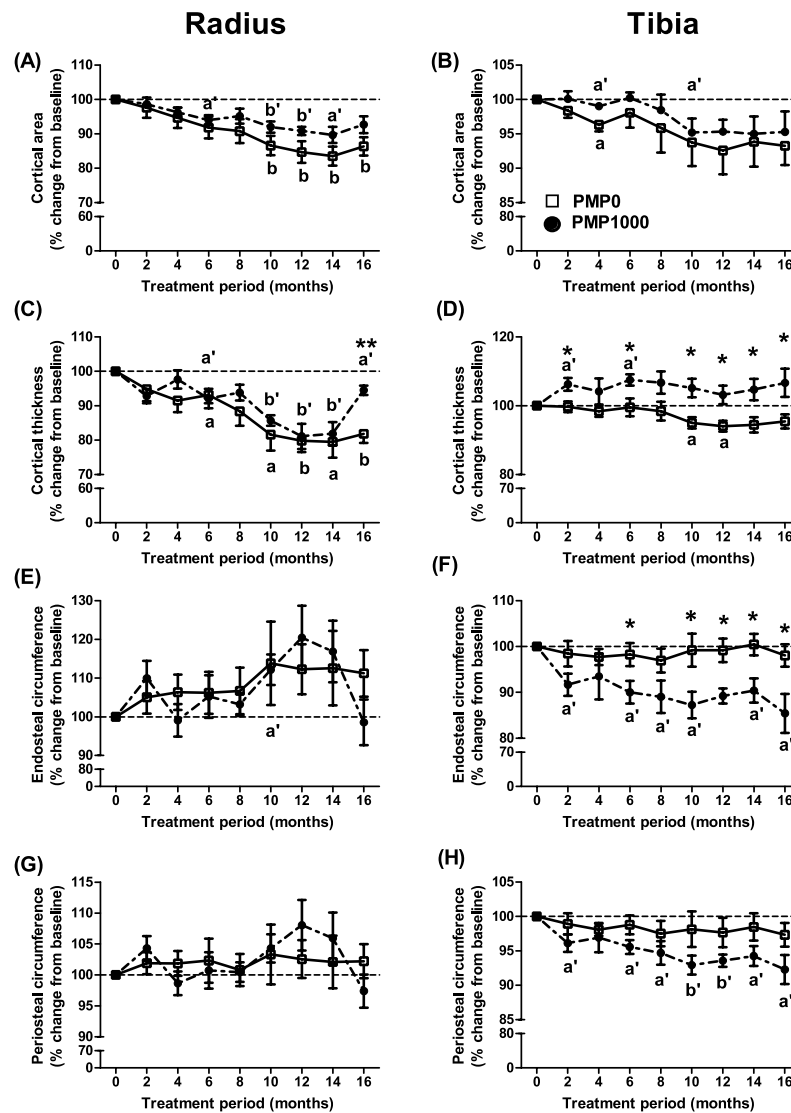 Radius
Tibia
(A)
Cortical area
(% change from baseline)
110
100
90
80
70
60
0
a'
b'
b'
a'
b
b
b
b
0 2 4 6 8 10 12 14 16
Treatment period (months)
(B)
Cortical area
(% change from baseline)
105
100
95
90
85
80
0
a'
a'
a
PMP0
PMP1000
0 2 4 6 8 10 12 14 16
Treatment period (months)
(C)
Cortical thickness
(% change from baseline)
110
100
90
80
70
60
0
**
a'
a'
b'
b'
b'
a
a
b
a
b
0 2 4 6 8 10 12 14 16
Treatment period (months)
(D)
Cortical thickness
(% change from baseline)
120
100
80
70
0
* * * * * *
a'
a'
a
a
0 2 4 6 8 10 12 14 16
Treatment period (months)
(E)
Endosteal circumference
(% change from baseline)
130
120
110
100
90
80
0
a'
0 2 4 6 8 10 12 14 16
Treatment period (months)
(F)
Endosteal circumference
(% change from baseline)
110
100
90
80
70
0
* * * * *
a'
a'
a'
a'
a'
0 2 4 6 8 10 12 14 16
Treatment period (months)
(G)
Periosteal circumference
(% change from baseline)
115
110
105
100
95
90
70
0
0 2 4 6 8 10 12 14 16
Treatment period (months)
(H)
Periosteal circumference
(% change from baseline)
105
100
95
90
85
80
0
a'
a'
a'
b'
b'
a'
a'
0 2 4 6 8 10 12 14 16
Treatment period (months)